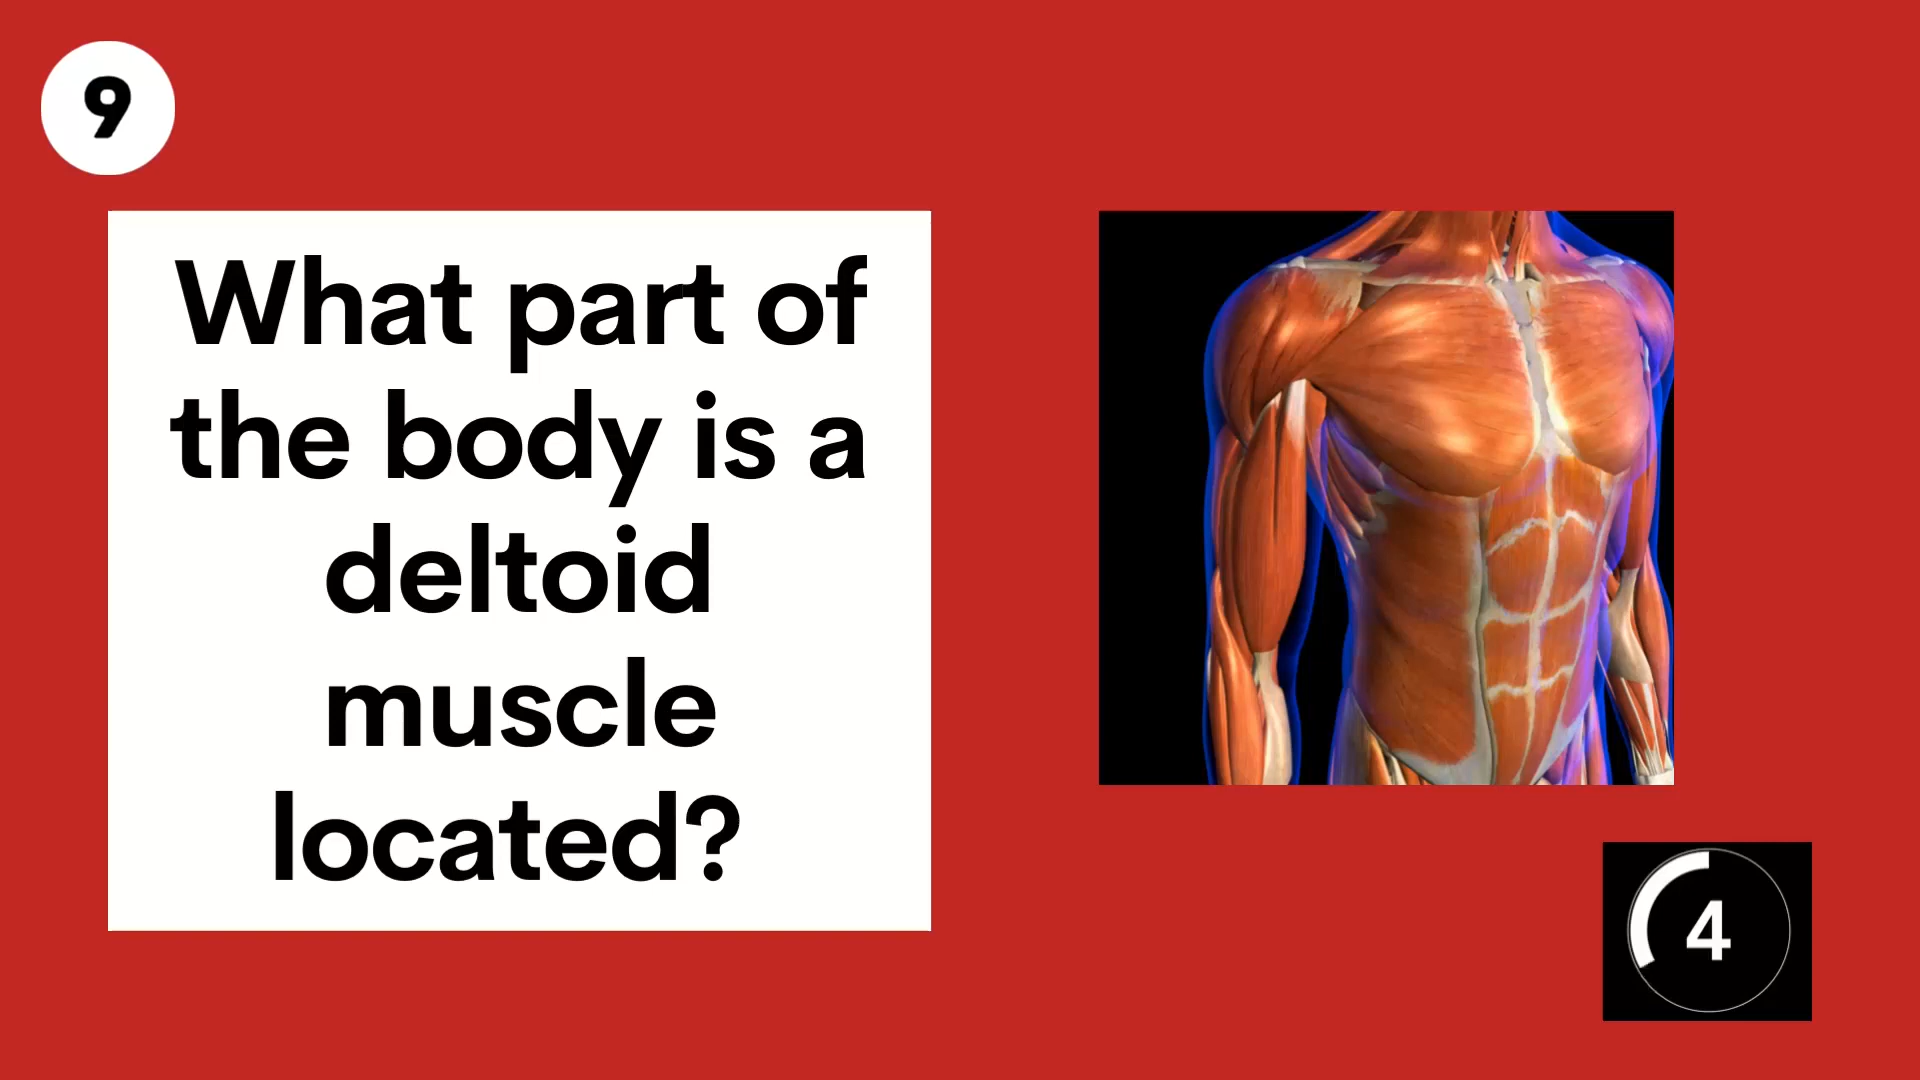 9
What part of
the body is a
deltoid
muscle
located?
4